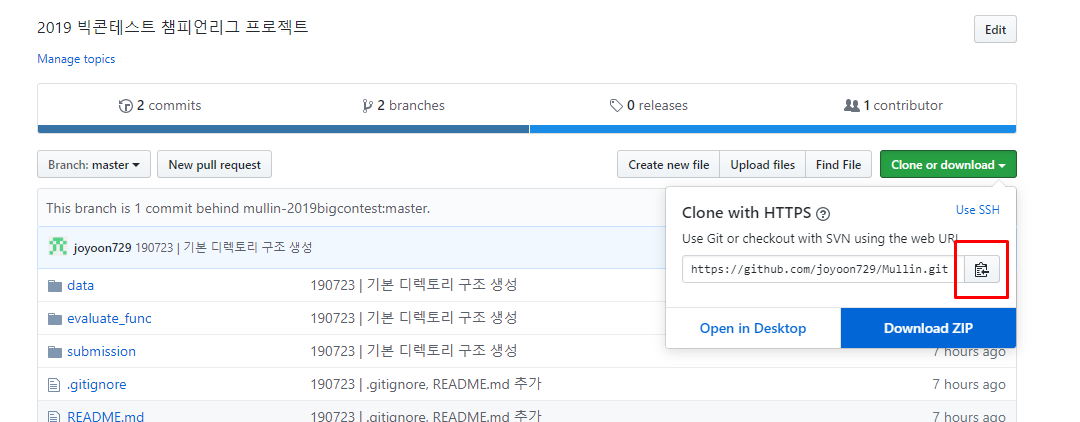 2019 빅콘테스트 챔피언리그 프로젝트
Edit
Manage topics
2 commits
2 branches
0 releases
1 contributor
Branch: master
New pull request
Create new file
Upload files
Find File
Clone or download
This branch is 1 commit behind mullin-2019bigcontest:master.
Clone with HTTPS
Use SSH
Use Git or checkout with SVN using the web URL
https://github.com/joyoon729/Mullin.git
Open in Desktop
Download ZIP
joyoon729 190723 | 기본 디렉토리 구조 생성
data 190723 | 기본 디렉토리 구조 생성
evaluate_func 190723 | 기본 디렉토리 구조 생성
submission 190723 | 기본 디렉토리 구조 생성 7 hours ago
.gitignore 190723 | .gitignore, README.md 추가 7 hours ago
README.md 190723 | .gitignore, README.md 추가 7 hours ago